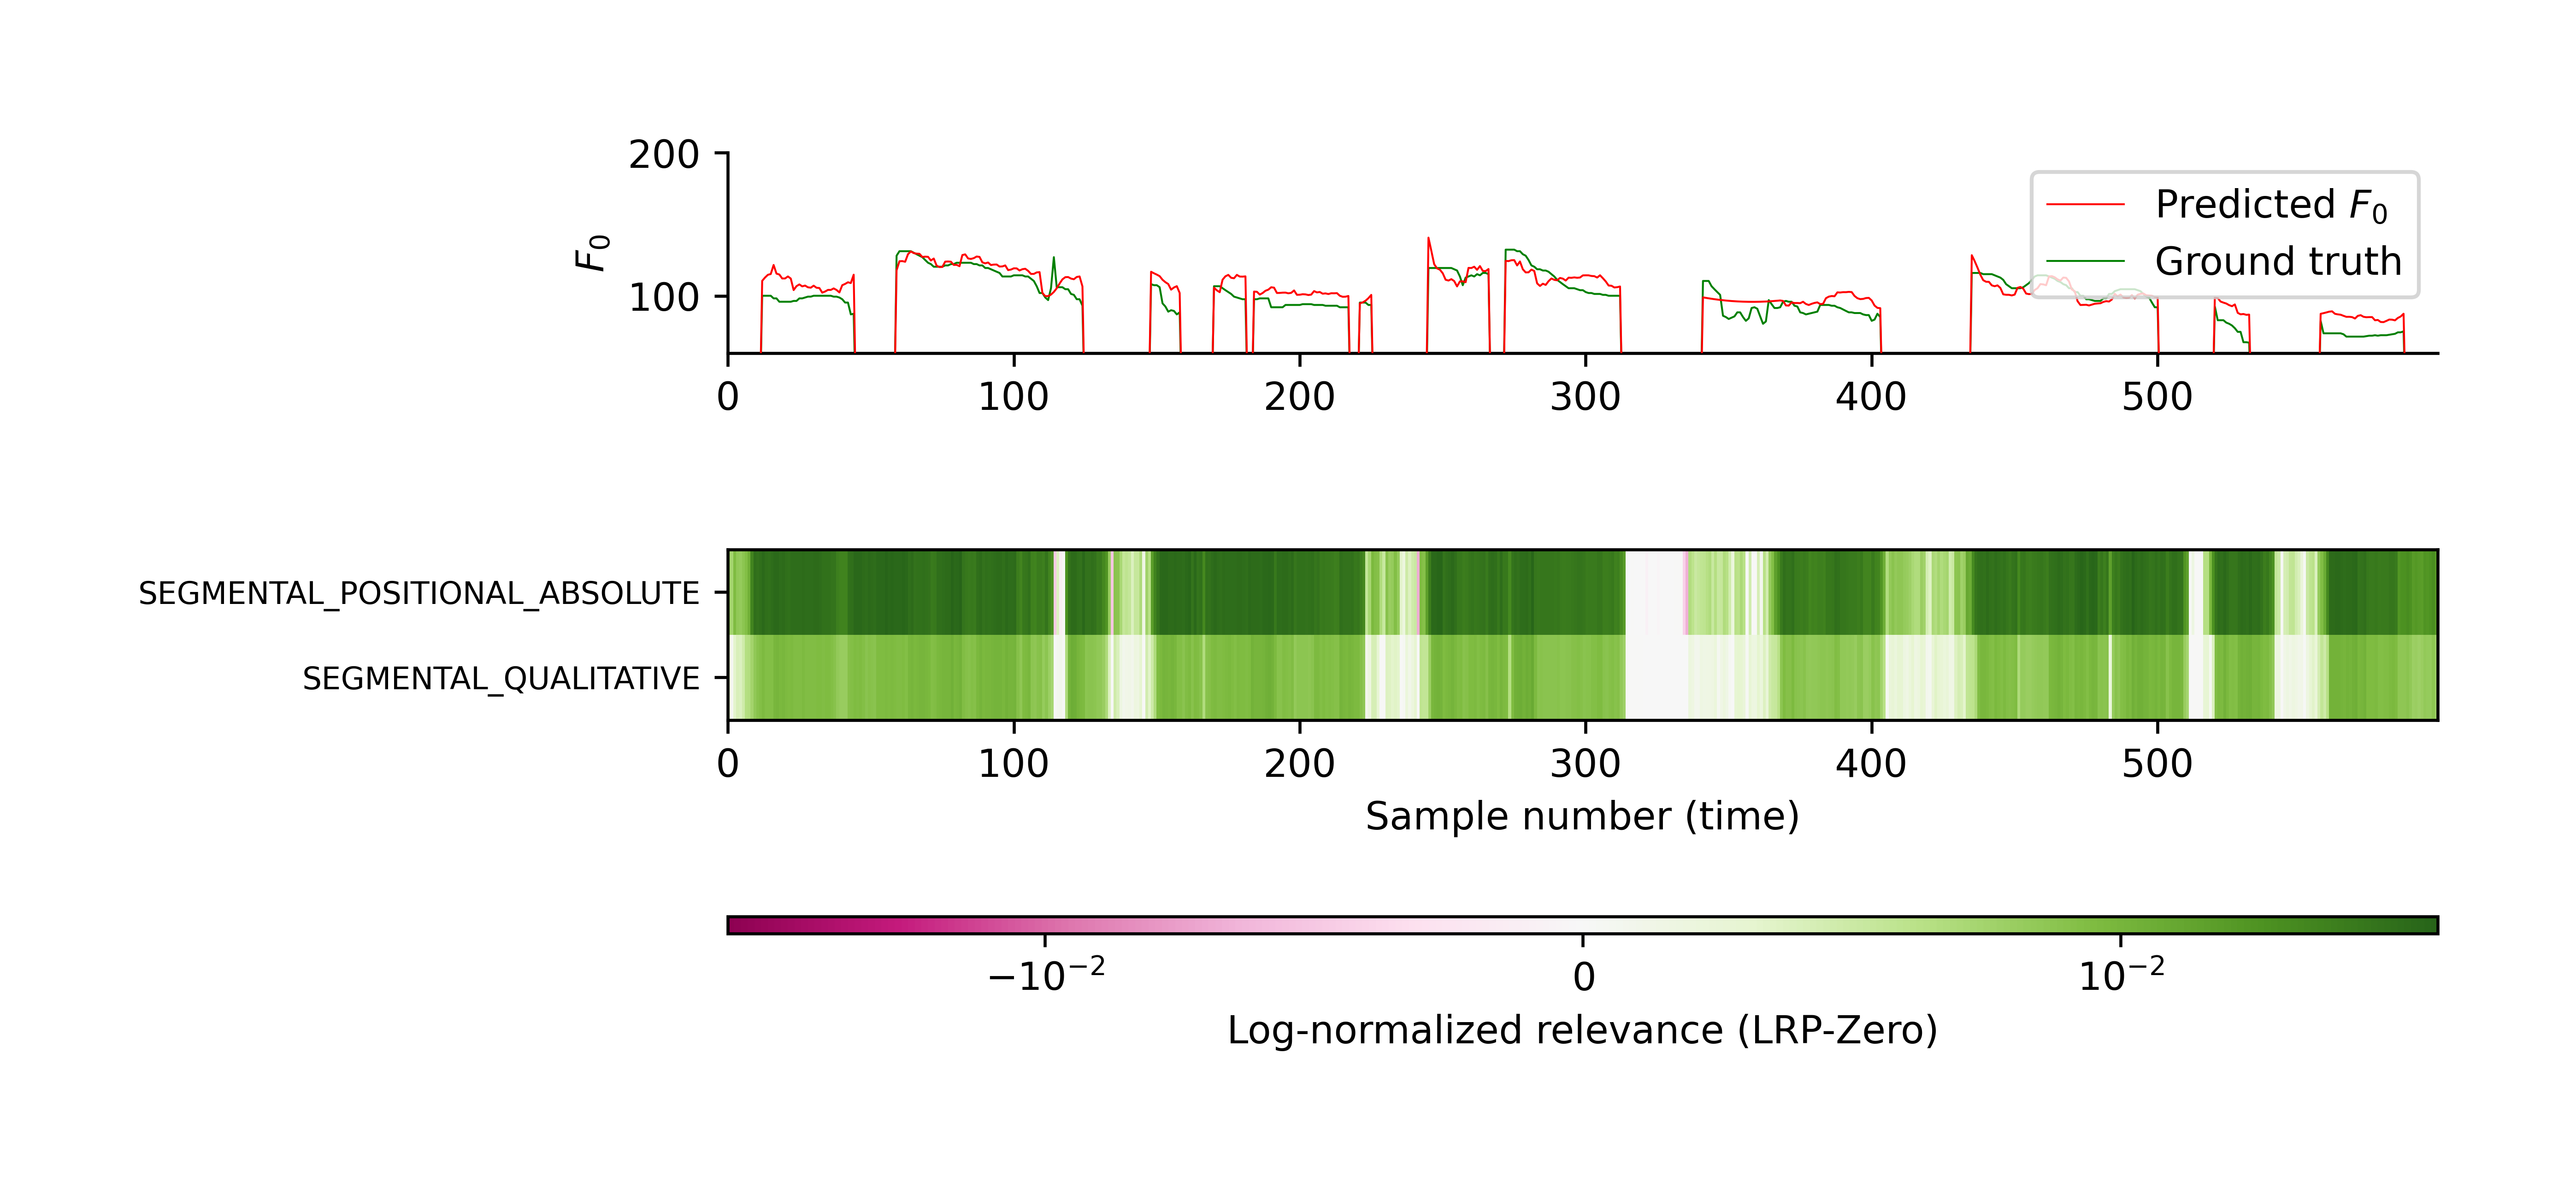 200
100
F₀
Predicted F₀
Ground truth
0 100 200 300 400 500
SEGMENTAL_POSITIONAL_ABSOLUTE
SEGMENTAL_QUALITATIVE
0 100 200 300 400 500
Sample number (time)
−10⁻² 0 10⁻²
Log-normalized relevance (LRP-Zero)